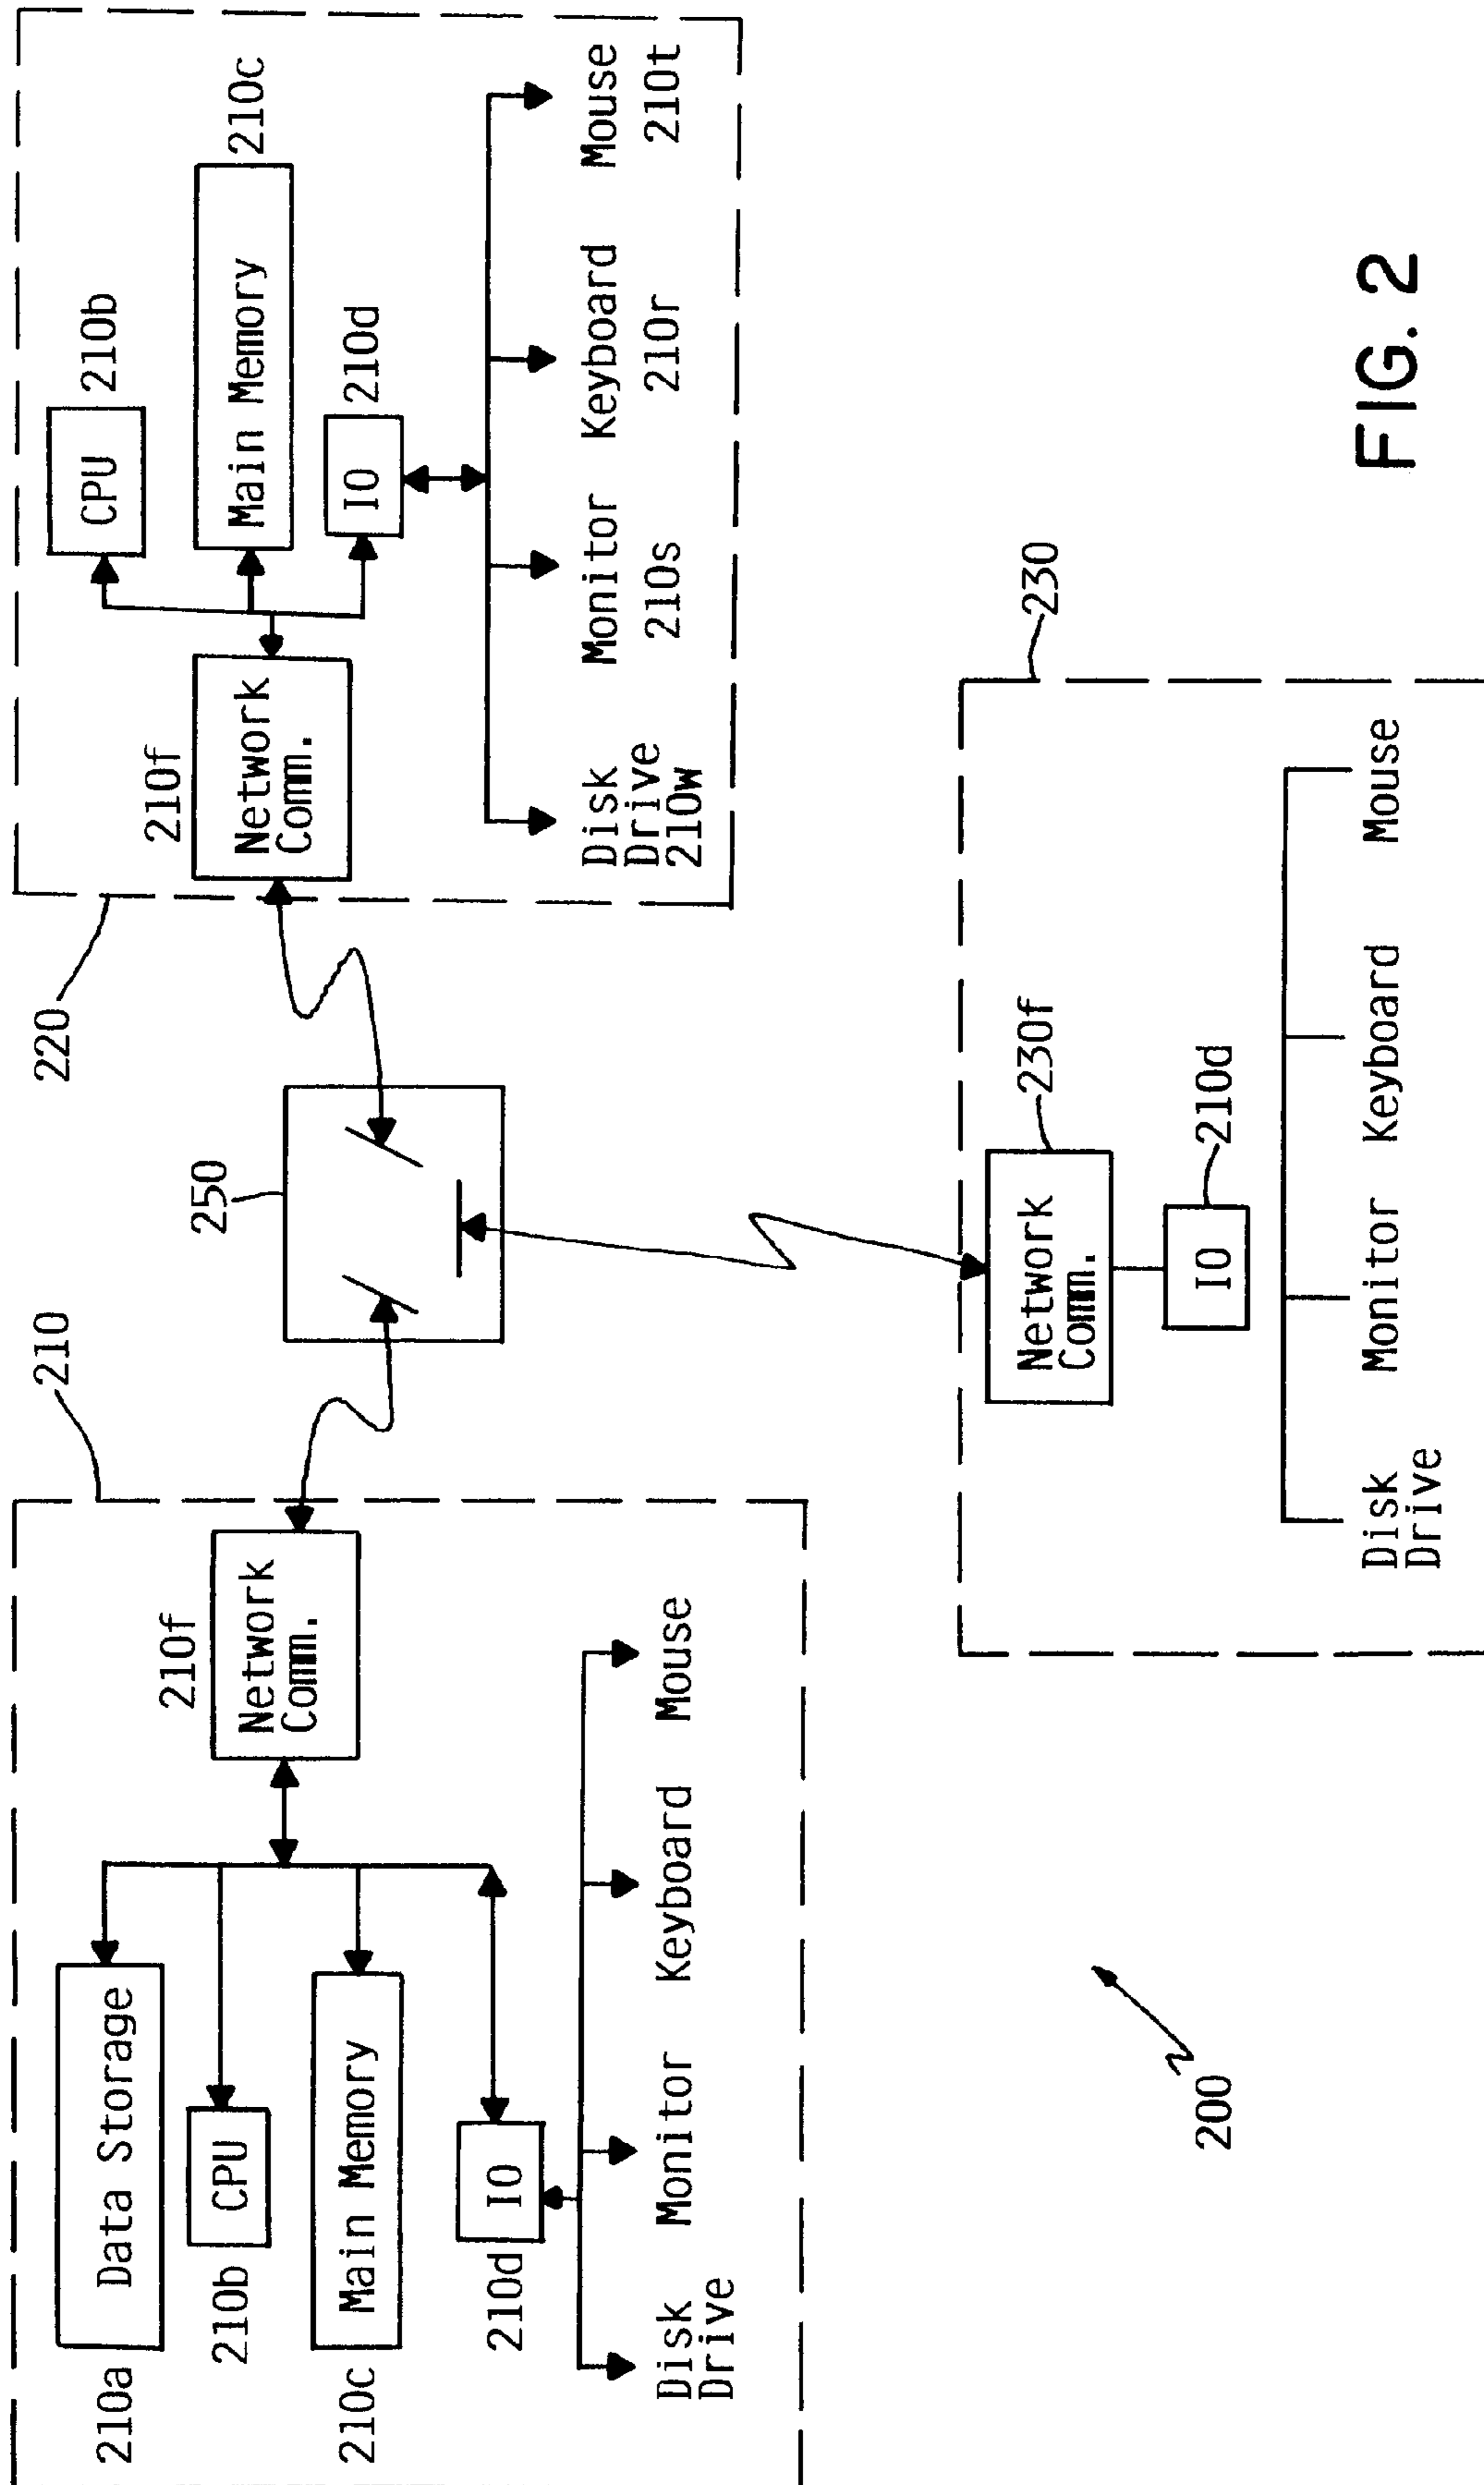 210
220
210a
Data Storage
210b
CPU
210c
Main Memory
210d
IO
210f
Network
Comm.
Disk
Drive
Monitor
Keyboard
Mouse
250
210f
Network
Comm.
CPU
210b
Main Memory
210c
IO
210d
Disk
Drive
210w
Monitor
210s
Keyboard
210r
Mouse
210t
230
Network
Comm.
230f
IO
210d
Disk
Drive
Monitor
Keyboard
Mouse
200
FIG. 2